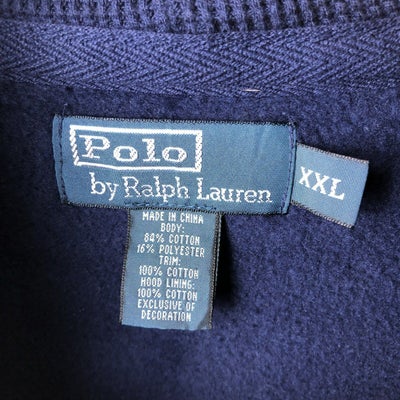 Polo
by Ralph Lauren
XXL
MADE IN CHINA
BODY:
84% COTTON
16% POLYESTER
TRIM:
100% COTTON
HOOD LINING:
100% COTTON
EXCLUSIVE OF
DECORATION